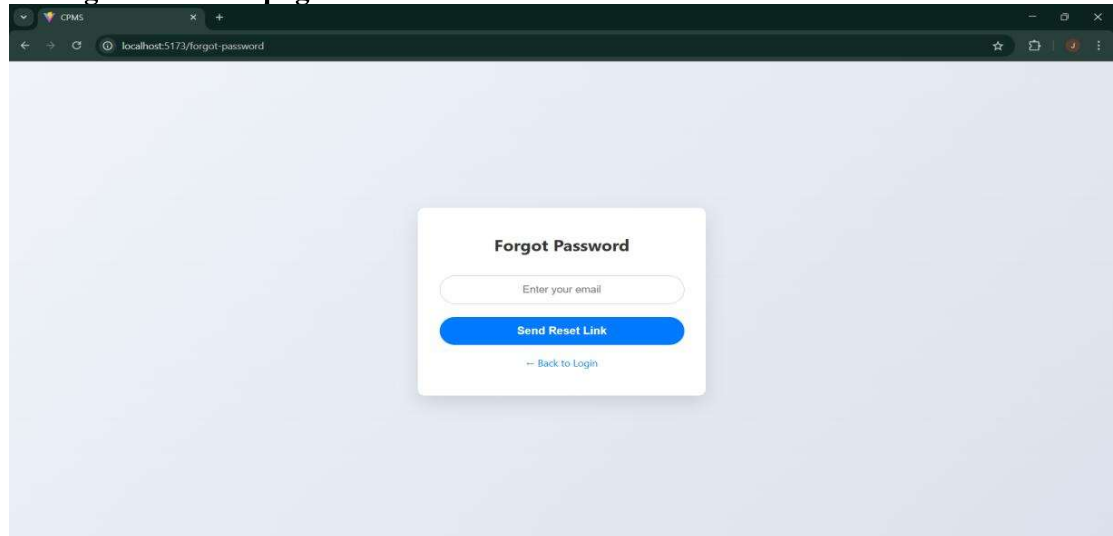 CPMS
localhost:5173/forgot-password
J
Forgot Password
Enter your email
Send Reset Link
← Back to Login